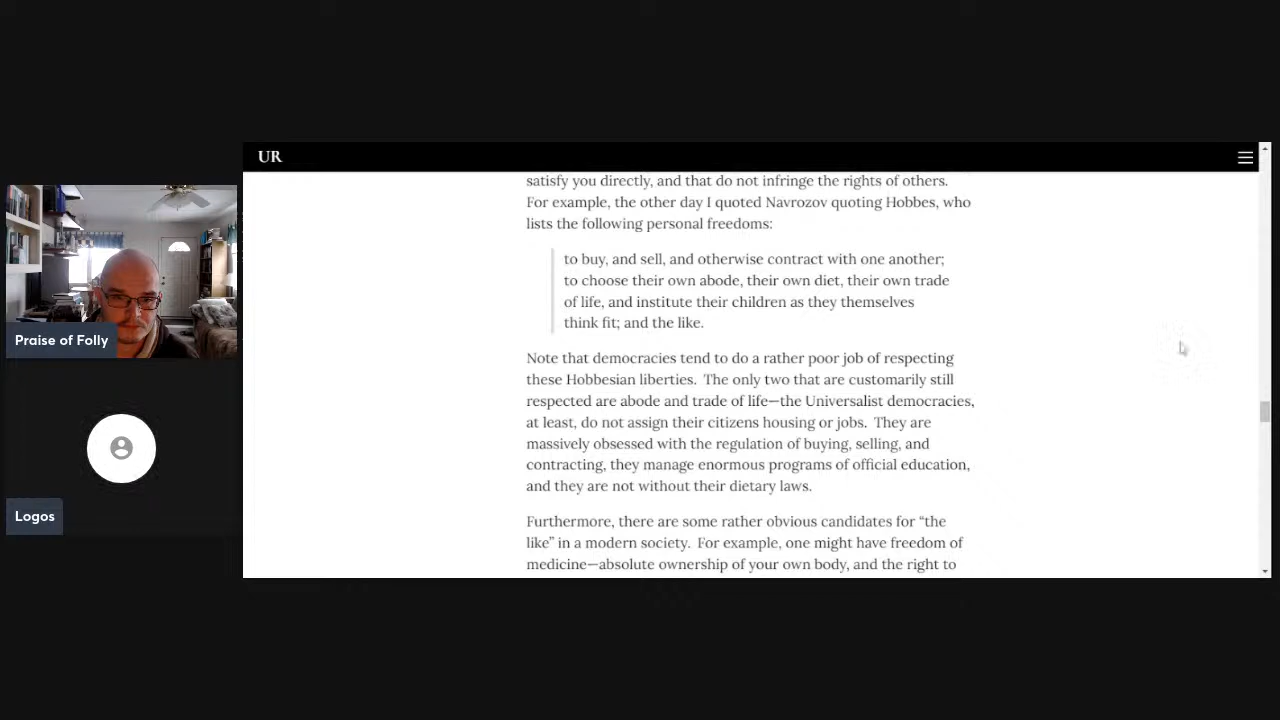 UR
satisfy you directly, and that do not infringe the rights of others.
For example, the other day I quoted Navrozov quoting Hobbes, who
lists the following personal freedoms:
to buy, and sell, and otherwise contract with one another;
to choose their own abode, their own diet, their own trade
of life, and institute their children as they themselves
think fit; and the like.
Note that democracies tend to do a rather poor job of respecting
these Hobbesian liberties. The only two that are customarily still
respected are abode and trade of life—the Universalist democracies,
at least, do not assign their citizens housing or jobs. They are
massively obsessed with the regulation of buying, selling, and
contracting, they manage enormous programs of official education,
and they are not without their dietary laws.
Furthermore, there are some rather obvious candidates for “the
like” in a modern society. For example, one might have freedom of
medicine—absolute ownership of your own body, and the right to
Praise of Folly
Logos